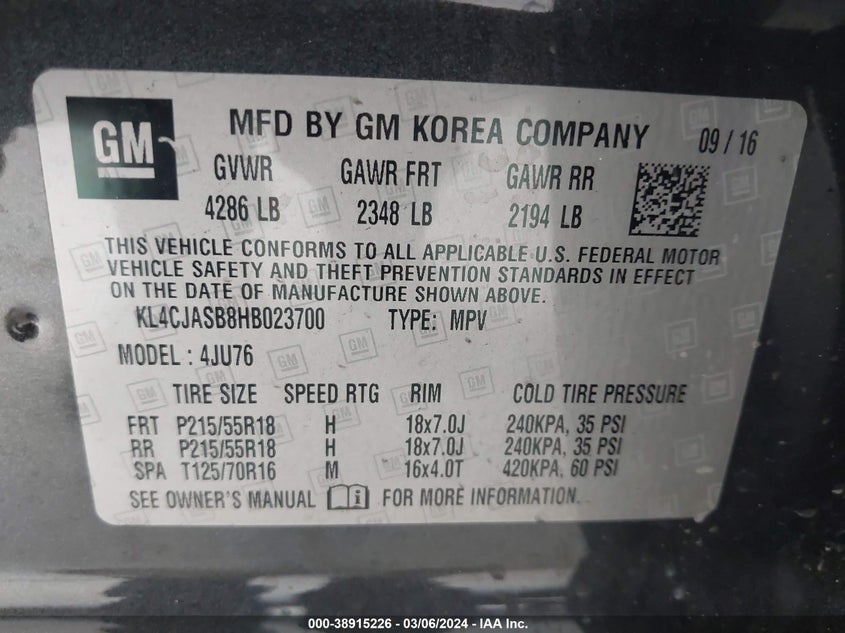 GM
MFD BY GM KOREA COMPANY 09 / 16
GVWR GAWR FRT GAWR RR
4286 LB 2348 LB 2194 LB
THIS VEHICLE CONFORMS TO ALL APPLICABLE U.S. FEDERAL MOTOR
VEHICLE SAFETY AND THEFT PREVENTION STANDARDS IN EFFECT
ON THE DATE OF MANUFACTURE SHOWN ABOVE.
KL4CJASB8HB023700 TYPE: MPV
MODEL : 4JU76
TIRE SIZE SPEED RTG RIM COLD TIRE PRESSURE
FRT P215/55R18 H 18x7.0J 240KPA, 35 PSI
RR P215/55R18 H 18x7.0J 240KPA, 35 PSI
SPA T125/70R16 M 16x4.0T 420KPA, 60 PSI
SEE OWNER'S MANUAL i FOR MORE INFORMATION.
000-38915226 - 03/06/2024 - IAA Inc.